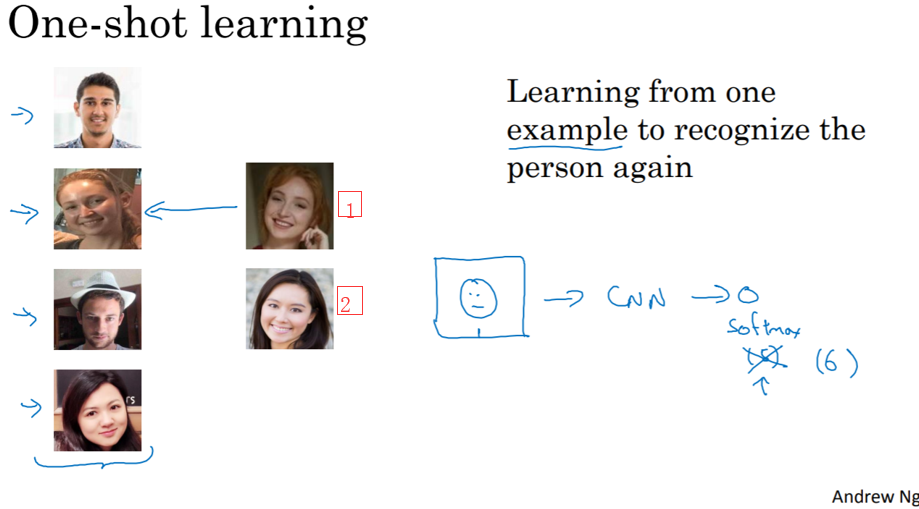 One-shot learning
Learning from one
example to recognize the
person again
1
2
CNN
softmax
(6)
Andrew Ng